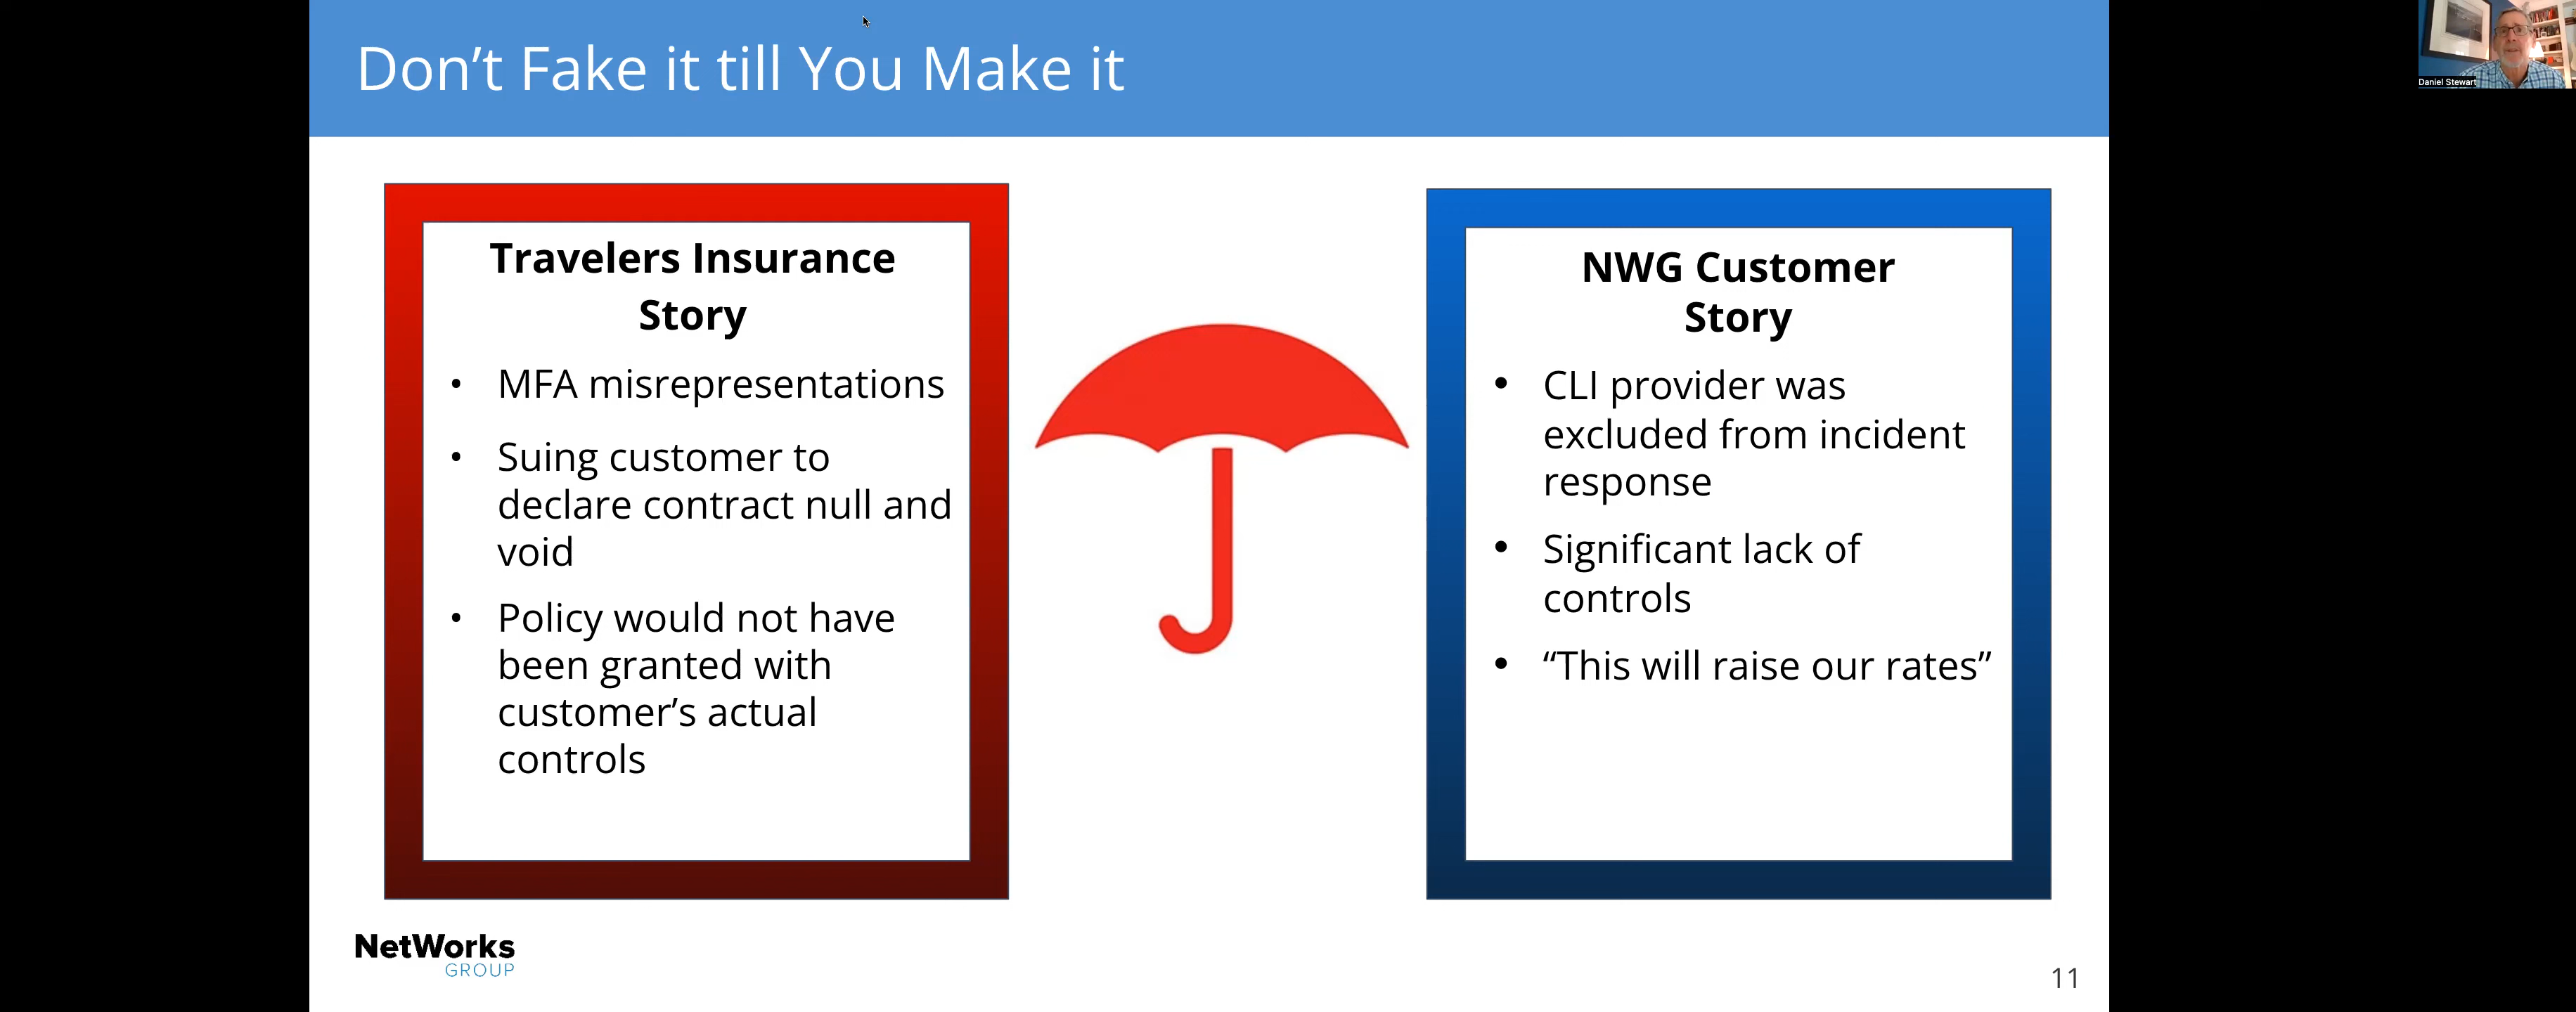 Don’t Fake it till You Make it
Daniel Stewart
Travelers Insurance
Story
• MFA misrepresentations
• Suing customer to
declare contract null and
void
• Policy would not have
been granted with
customer’s actual
controls
NWG Customer
Story
• CLI provider was
excluded from incident
response
• Significant lack of
controls
• “This will raise our rates”
NetWorks
GROUP
11